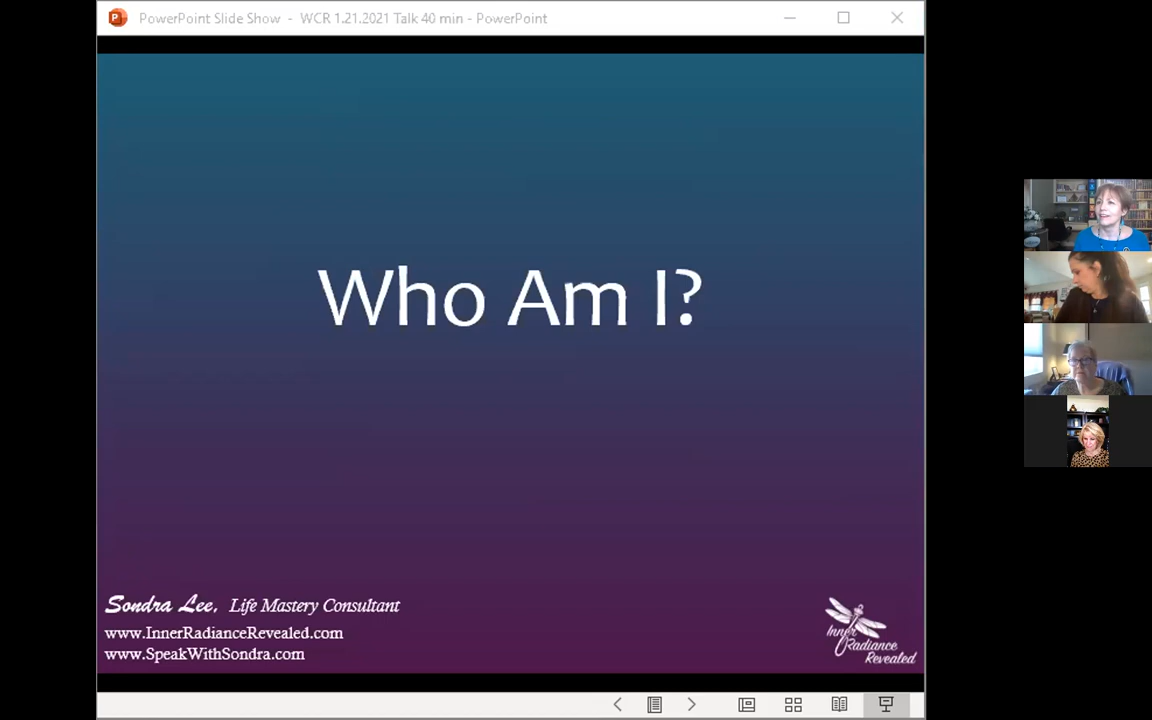 PowerPoint Slide Show - WCR 1.21.2021 Talk 40 min - PowerPoint
Who Am I?
Sondra Lee, Life Mastery Consultant
www.InnerRadianceRevealed.com
www.SpeakWithSondra.com
Inner
Radiance
Revealed